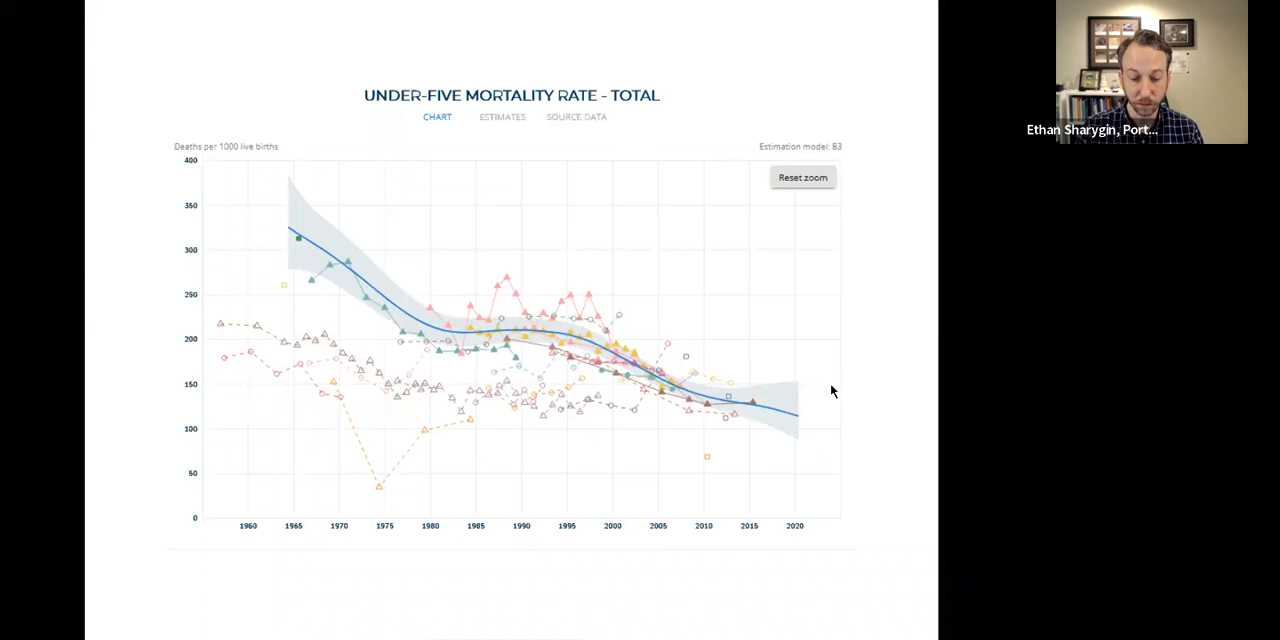 UNDER-FIVE MORTALITY RATE - TOTAL
CHART ESTIMATES SOURCE DATA
Deaths per 1000 live births Estimation model: B3
Reset zoom
400
350
300
250
200
150
100
50
0
1960 1965 1970 1975 1980 1985 1990 1995 2000 2005 2010 2015 2020
Ethan Sharygin, Port...